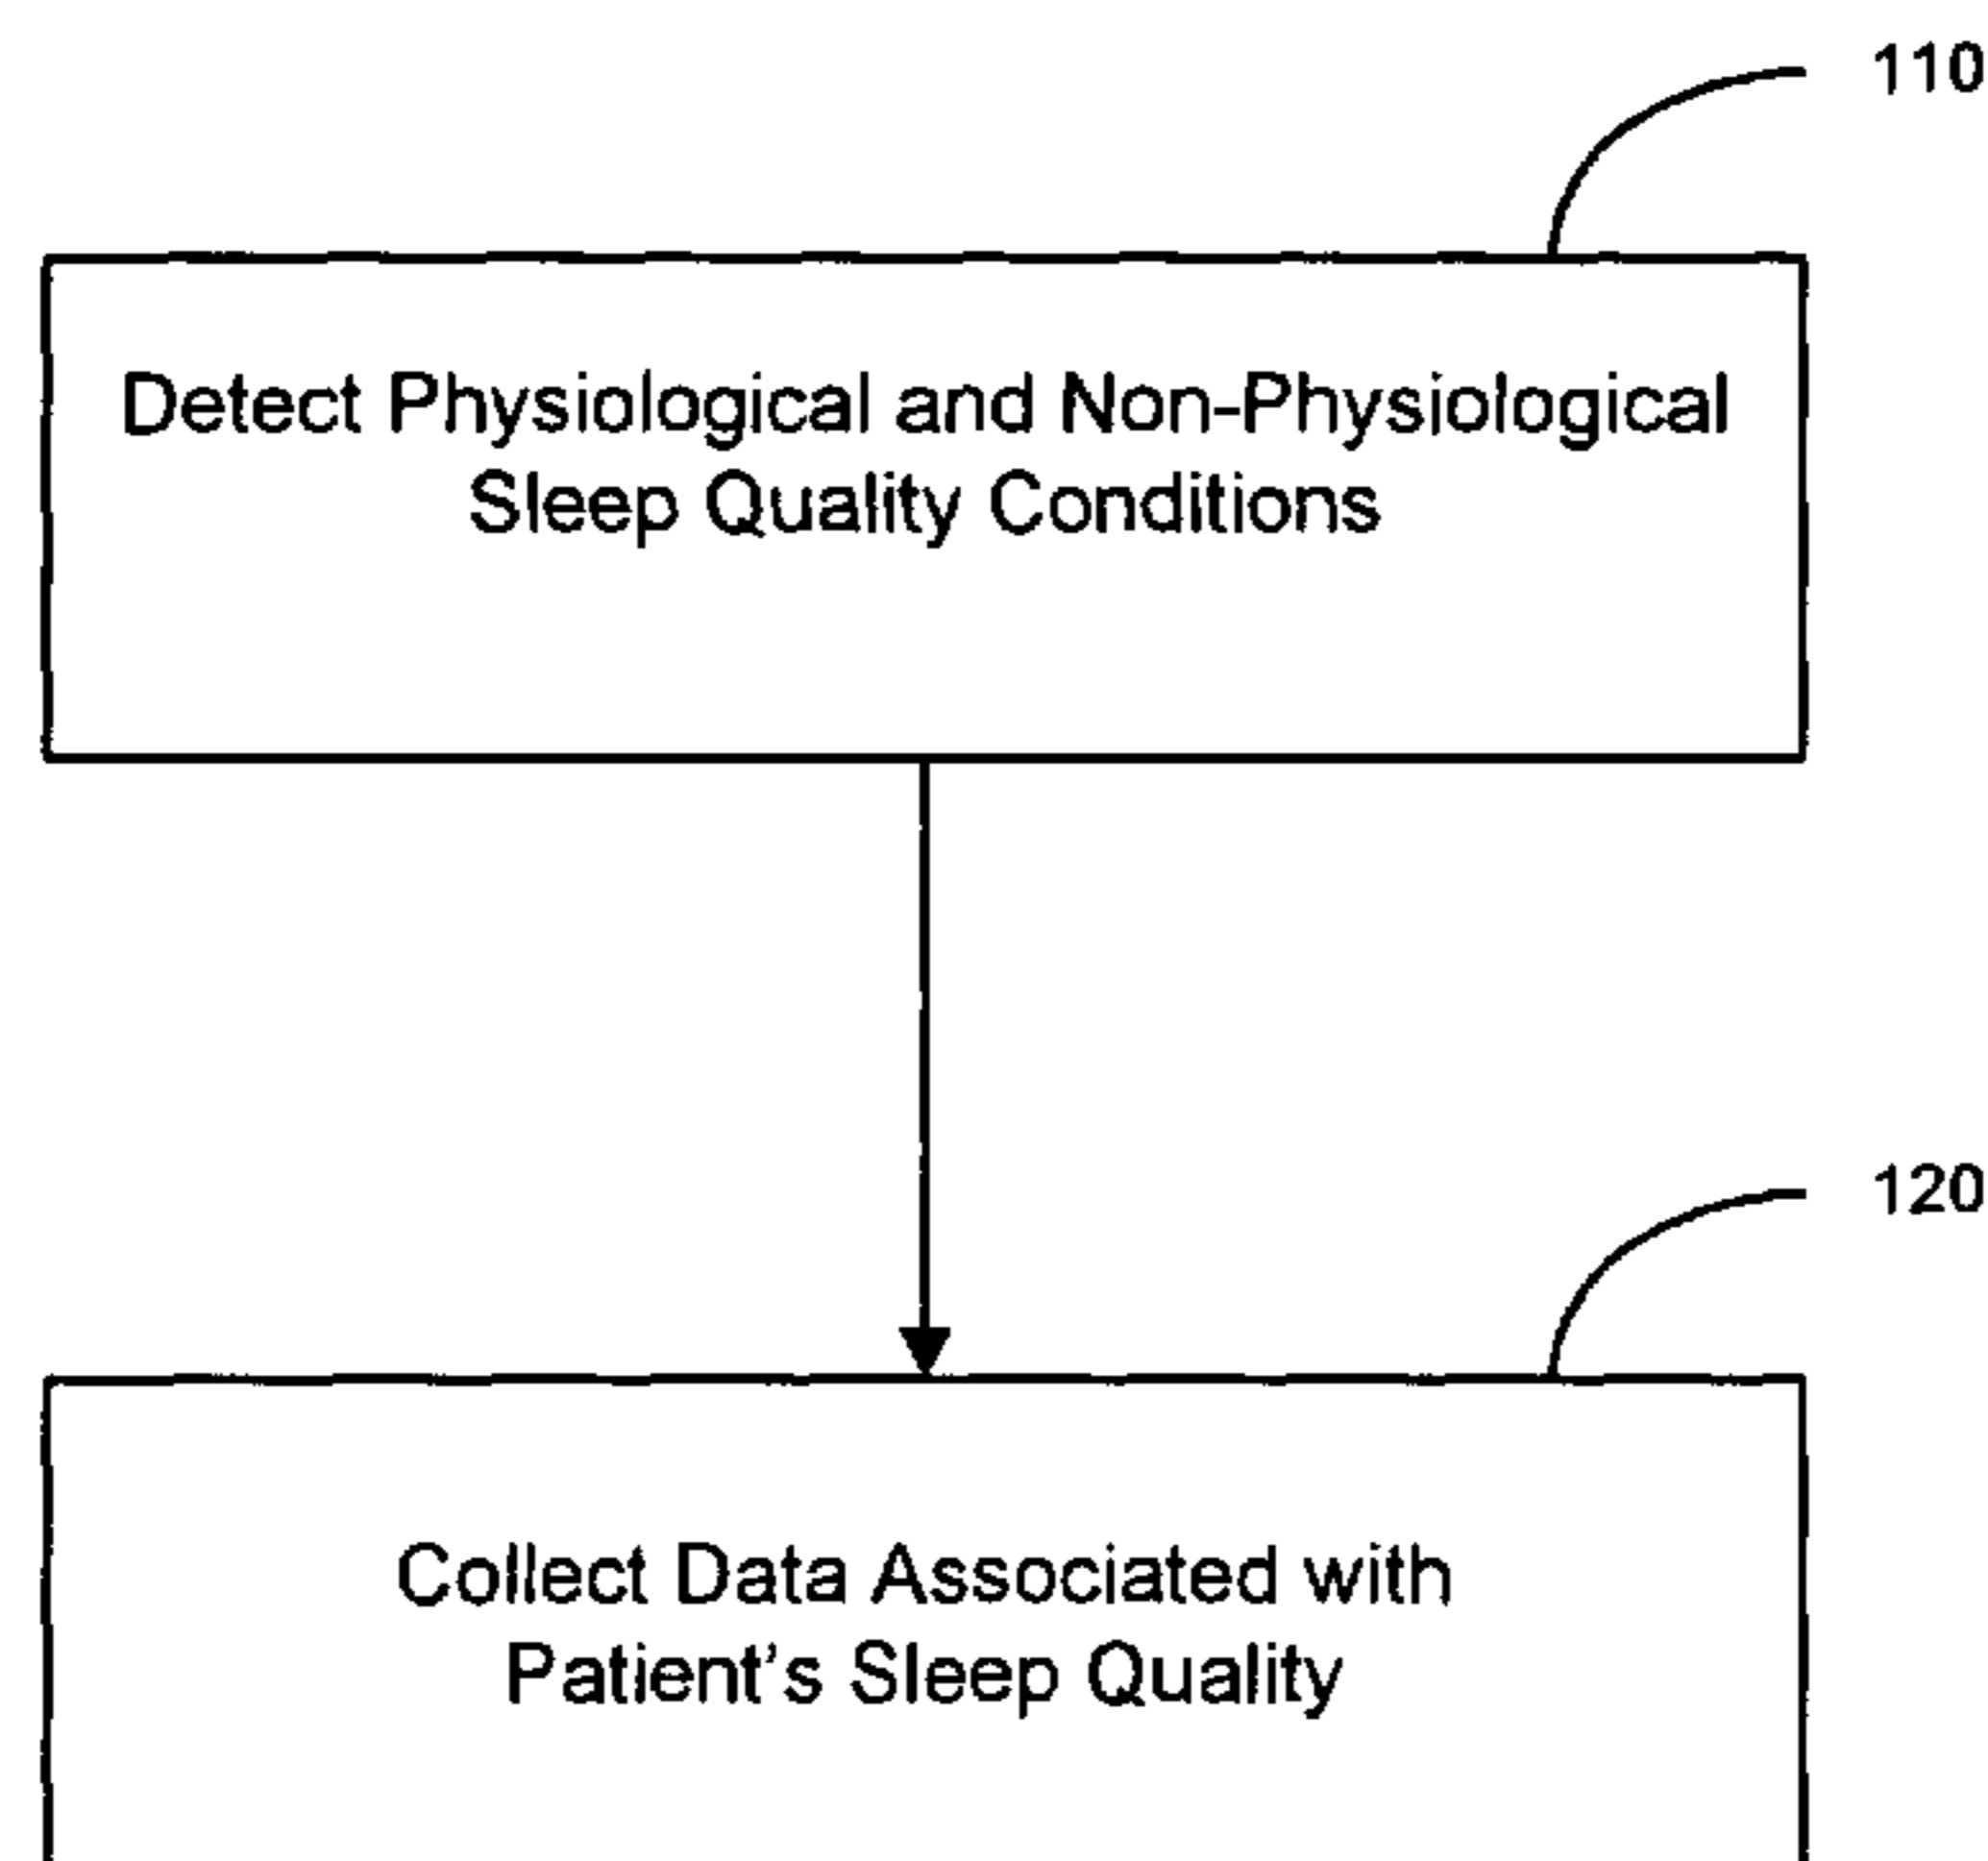 110
Detect Physiological and Non-Physiological
Sleep Quality Conditions
120
Collect Data Associated with
Patient's Sleep Quality